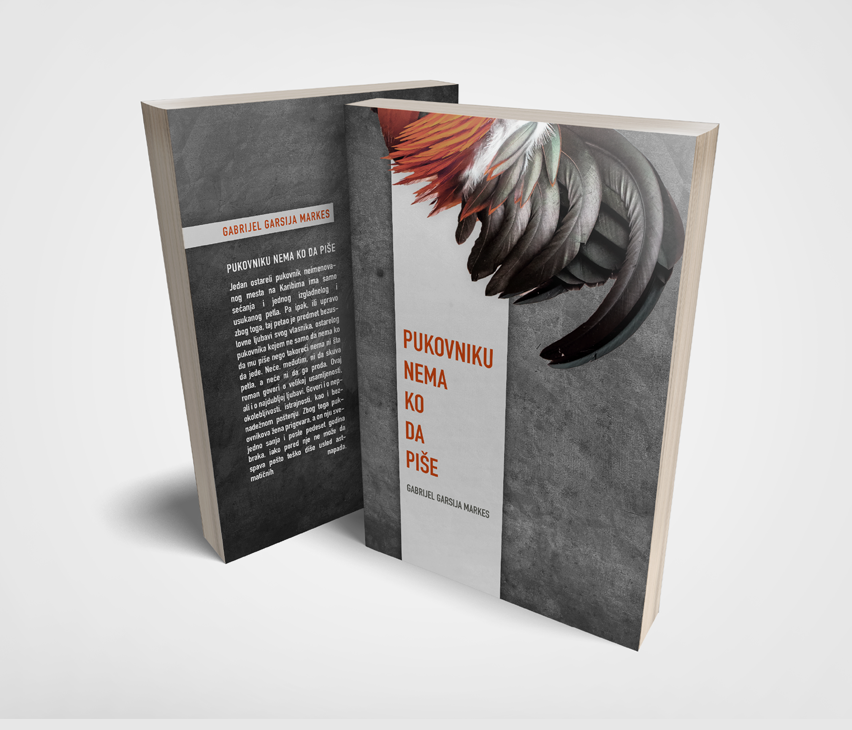 GABRIJEL GARSIJA MARKES
PUKOVNIKU NEMA KO DA PIŠE
Jedan ostareli pukovnik neimenova-
nog mesta na Karibima ima samo
sećanja i jednog izgladnelog i
usukanog petla. Pa ipak, ili upravo
zbog toga, taj petao je predmet bezus-
lovne ljubavi svog vlasnika, ostarelog
pukovnika kojem ne samo da nema ko
da mu piše nego takoreći nema ni šta
da jede. Neće, međutim, ni da skuva
petla, a neće ni da ga proda. Ovaj
roman govori o velikoj usamljenosti,
ali i o najdubljoj ljubavi. Govori i o nep-
okolebljivosti, istrajnosti, kao i bez-
nadežnom poštenju. Zbog toga puk-
ovnikova žena prigovara, a on nju sve-
jedno sanja i posle pedeset godina
braka, iako pored nje ne može da
spava pošto teško diše usled ast-
matičnih napada.
PUKOVNIKU
NEMA
KO
DA
PIŠE
GABRIJEL GARSIJA MARKES